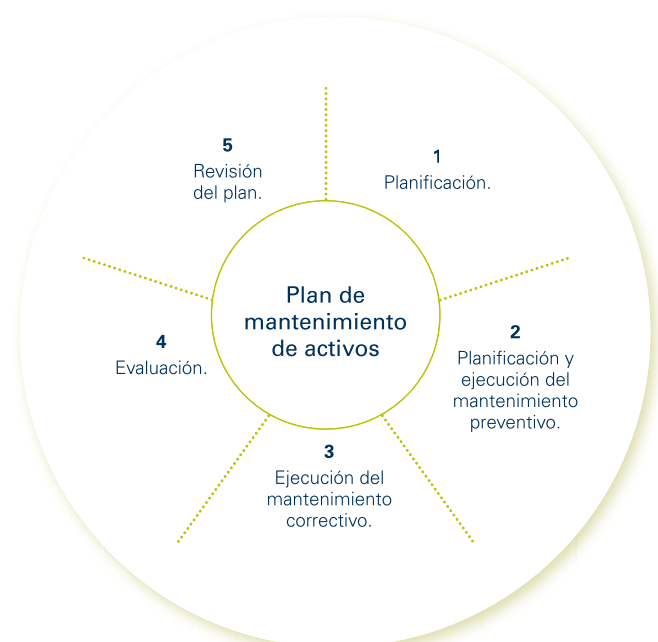 Plan de
mantenimiento
de activos
1
Planificación.
2
Planificación y
ejecución del
mantenimiento
preventivo.
3
Ejecución del
mantenimiento
correctivo.
4
Evaluación.
5
Revisión
del plan.